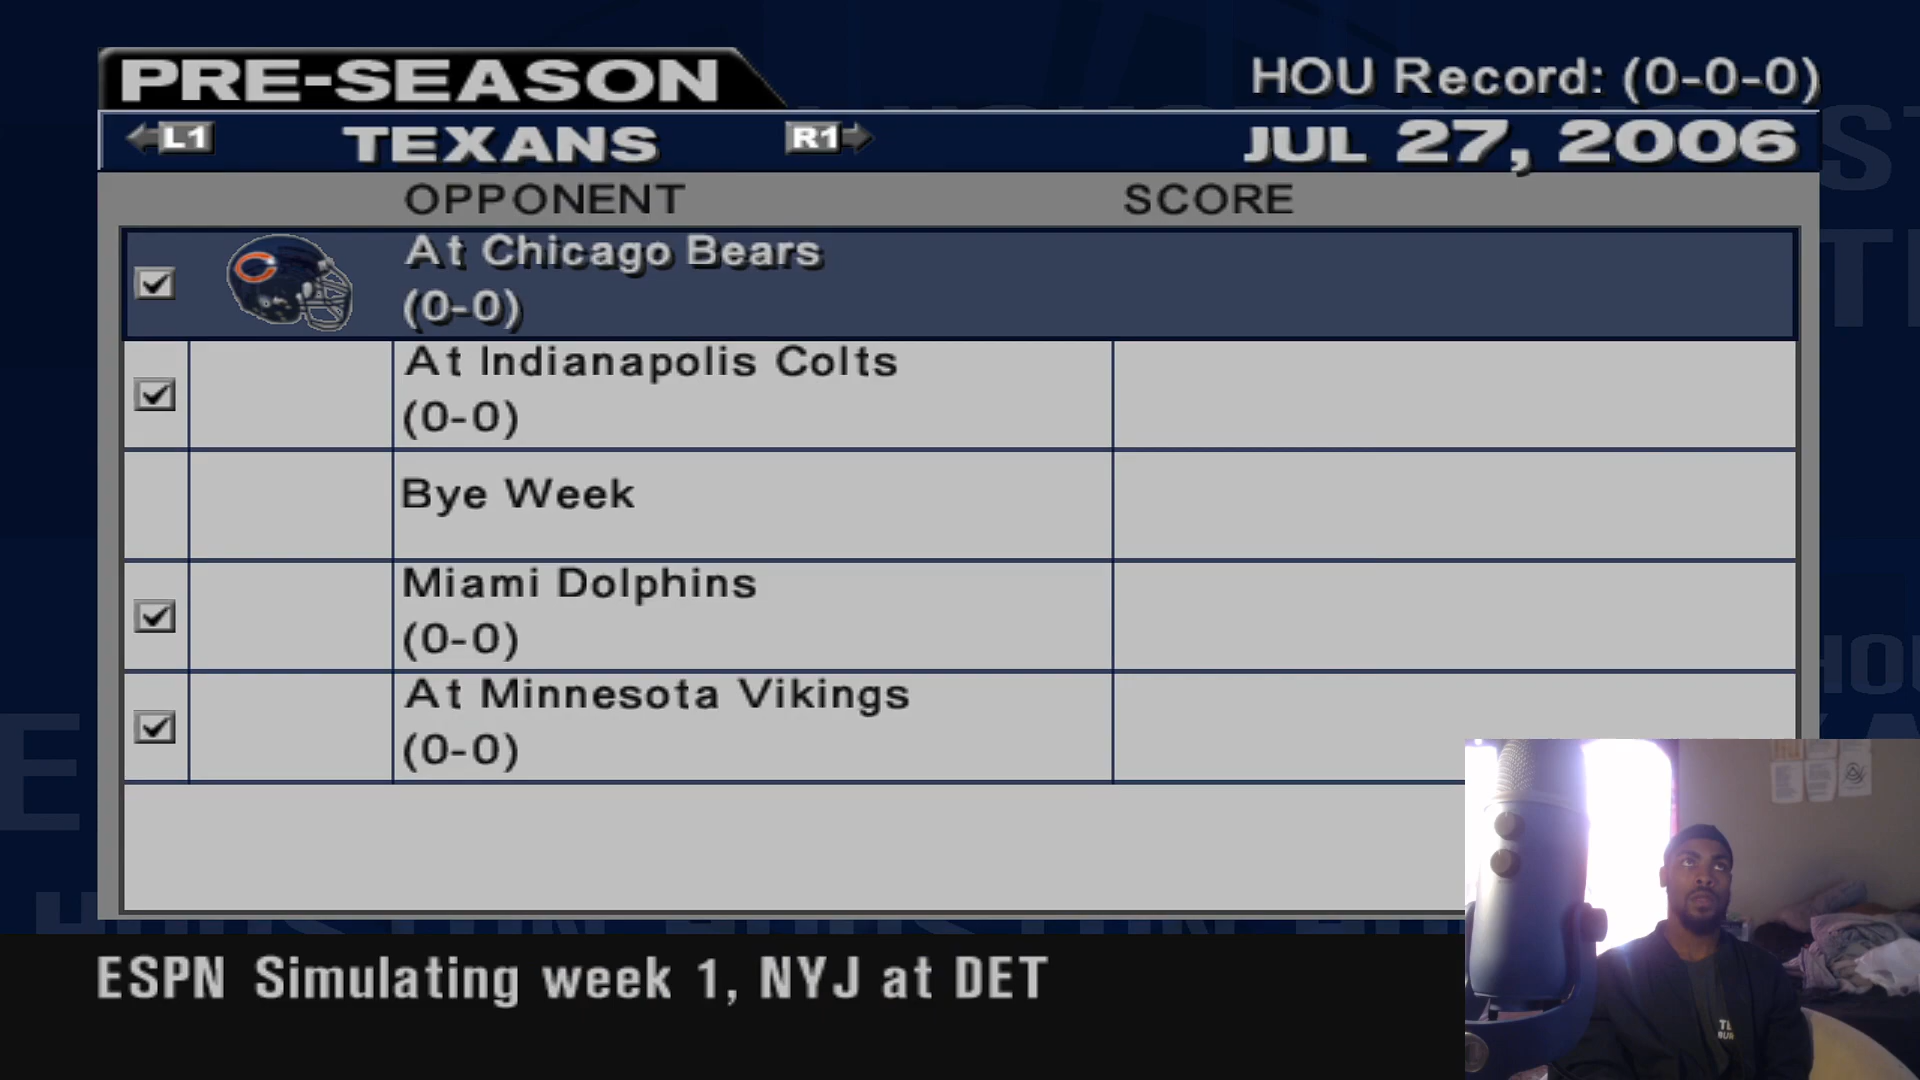 PRE-SEASON
HOU Record: (0-0-0)
L1
TEXANS
R1
JUL 27, 2006
OPPONENT
SCORE
At Chicago Bears
(0-0)
At Indianapolis Colts
(0-0)
Bye Week
Miami Dolphins
(0-0)
At Minnesota Vikings
(0-0)
ESPN Simulating week 1, NYJ at DET